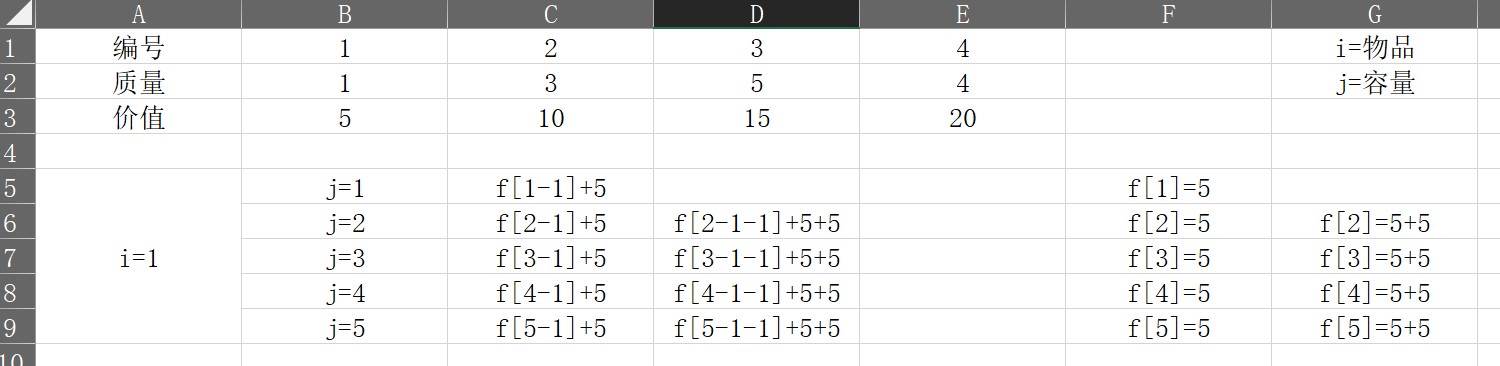 A B C D E F G
1 编号 1 2 3 4 i=物品
2 质量 1 3 5 4 j=容量
3 价值 5 10 15 20
4
5 j=1 f[1-1]+5 f[1]=5
6 j=2 f[2-1]+5 f[2-1-1]+5+5 f[2]=5 f[2]=5+5
7 i=1 j=3 f[3-1]+5 f[3-1-1]+5+5 f[3]=5 f[3]=5+5
8 j=4 f[4-1]+5 f[4-1-1]+5+5 f[4]=5 f[4]=5+5
9 j=5 f[5-1]+5 f[5-1-1]+5+5 f[5]=5 f[5]=5+5
10